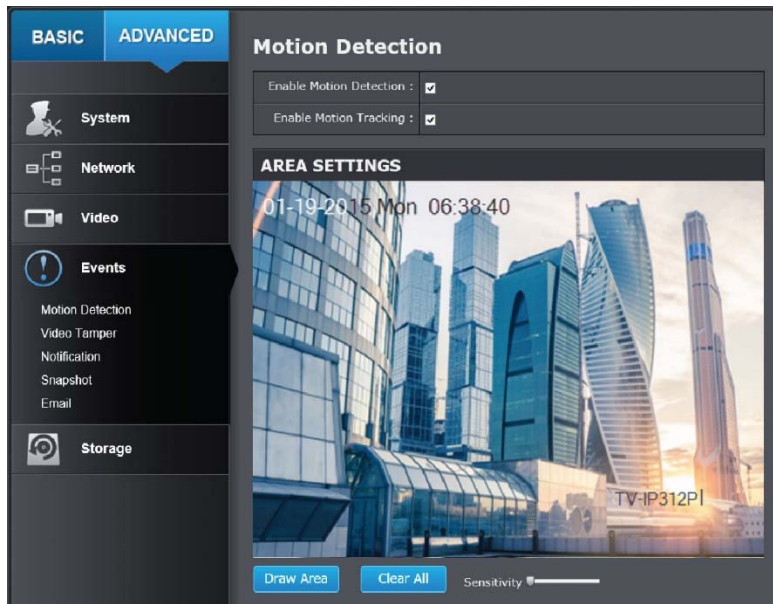 BASIC
ADVANCED
System
Network
Video
Events
Motion Detection
Video Tamper
Notification
Snapshot
Email
Storage
Motion Detection
Enable Motion Detection :
Enable Motion Tracking :
AREA SETTINGS
01-19-2015 Mon 06:38:40
TV-IP312PI
Draw Area
Clear All
Sensitivity